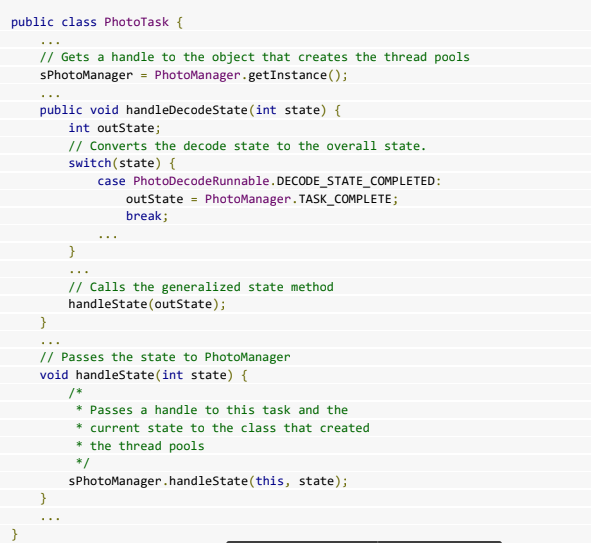 public class PhotoTask {
    ...
    // Gets a handle to the object that creates the thread pools
    sPhotoManager = PhotoManager.getInstance();
    ...
    public void handleDecodeState(int state) {
        int outState;
        // Converts the decode state to the overall state.
        switch(state) {
            case PhotoDecodeRunnable.DECODE_STATE_COMPLETED:
                outState = PhotoManager.TASK_COMPLETE;
                break;
            ...
        }
        ...
        // Calls the generalized state method
        handleState(outState);
    }
    ...
    // Passes the state to PhotoManager
    void handleState(int state) {
        /*
         * Passes a handle to this task and the
         * current state to the class that created
         * the thread pools
         */
        sPhotoManager.handleState(this, state);
    }
    ...
}